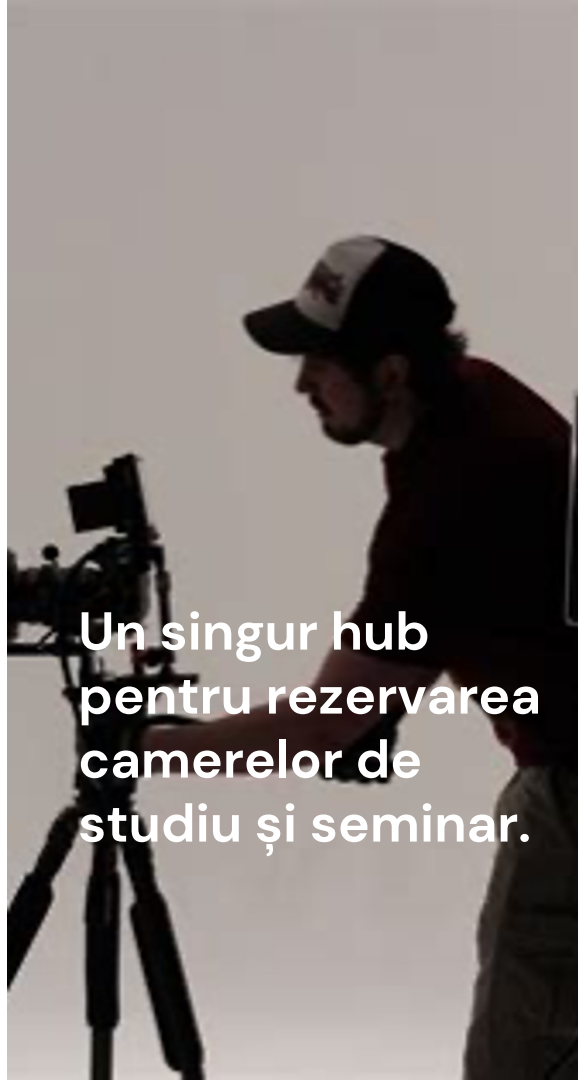 Un singur hub
pentru rezervarea
camerelor de
studiu și seminar.